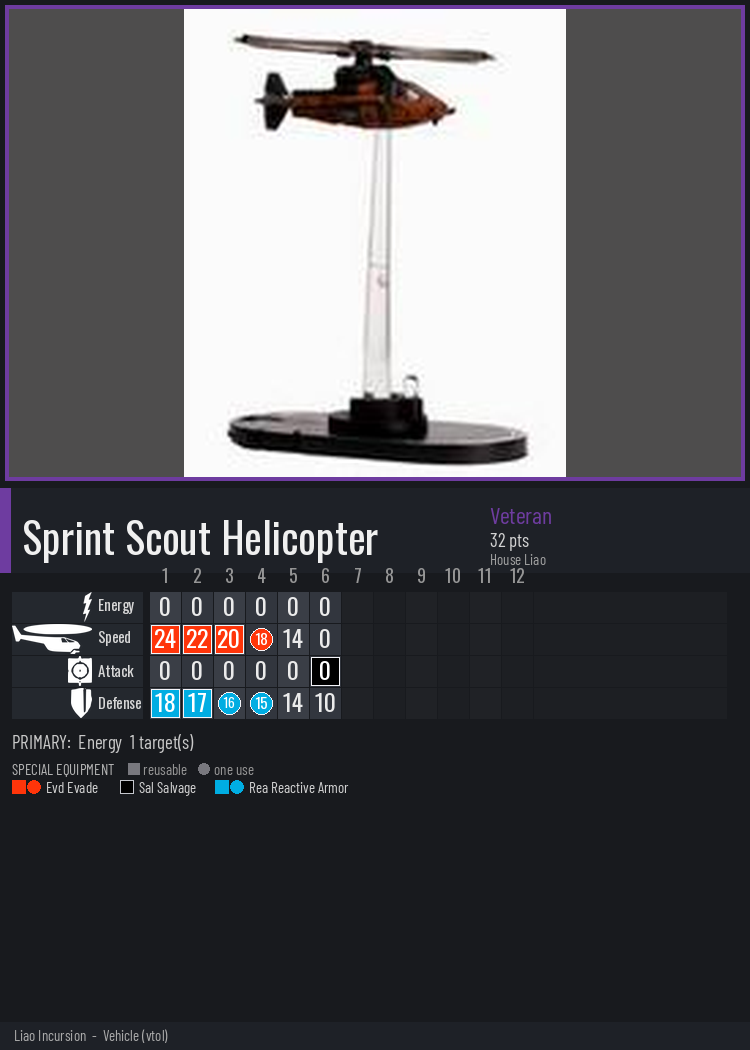 Sprint Scout Helicopter
Veteran
32 pts
House Liao
1 2 3 4 5 6 7 8 9 10 11 12
Energy 0 0 0 0 0 0
Speed 24 22 20 18 14 0
Attack 0 0 0 0 0 0
Defense 18 17 16 15 14 10
PRIMARY: Energy 1 target(s)
SPECIAL EQUIPMENT reusable one use
Evd Evade Sal Salvage Rea Reactive Armor
Liao Incursion - Vehicle (vtol)